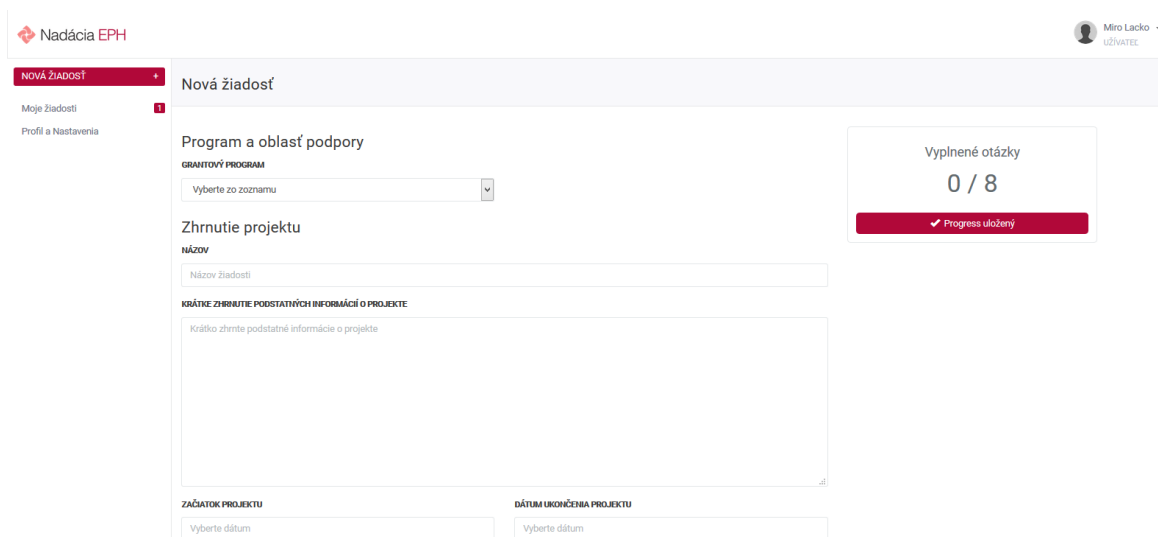 Nadácia EPH
Miro Lacko
UŽÍVATEĽ
NOVÁ ŽIADOSŤ +
Moje žiadosti 1
Profil a Nastavenia
Nová žiadosť
Program a oblasť podpory
GRANTOVÝ PROGRAM
Vyberte zo zoznamu
Zhrnutie projektu
NÁZOV
Názov žiadosti
KRÁTKE ZHRNUTIE PODSTATNÝCH INFORMÁCIÍ O PROJEKTE
Krátko zhrnte podstatné informácie o projekte
ZAČIATOK PROJEKTU
Vyberte dátum
DÁTUM UKONČENIA PROJEKTU
Vyberte dátum
Vyplnené otázky
0 / 8
Progress uložený